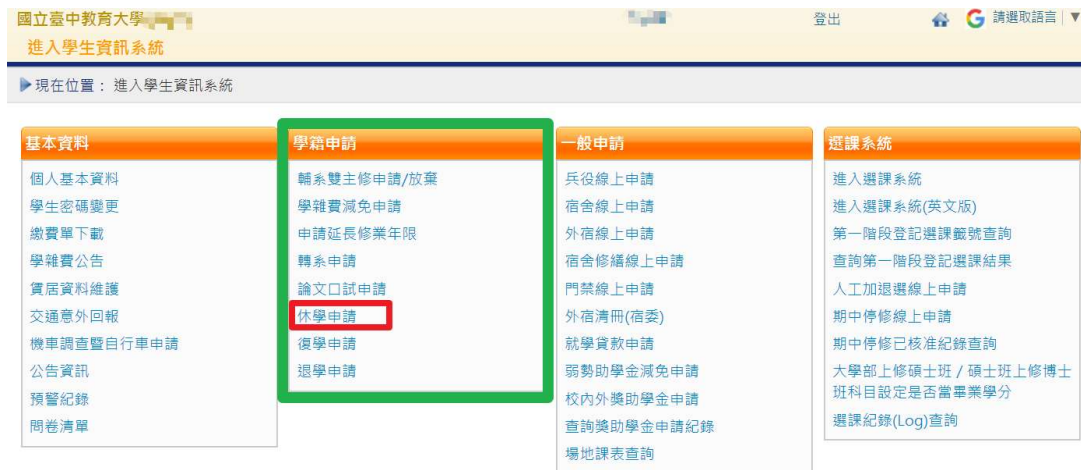 國立臺中教育大學
登出
請選取語言 ▼
進入學生資訊系統
▶現在位置： 進入學生資訊系統
基本資料
個人基本資料
學生密碼變更
繳費單下載
學雜費公告
賃居資料維護
交通意外回報
機車調查暨自行車申請
公告資訊
預警紀錄
問卷清單
學籍申請
輔系雙主修申請/放棄
學雜費減免申請
申請延長修業年限
轉系申請
論文口試申請
休學申請
復學申請
退學申請
一般申請
兵役線上申請
宿舍線上申請
外宿線上申請
宿舍修繕線上申請
門禁線上申請
外宿清冊(宿委)
就學貸款申請
弱勢助學金減免申請
校內外獎助學金申請
查詢獎助學金申請紀錄
場地課表查詢
選課系統
進入選課系統
進入選課系統(英文版)
第一階段登記選課籤號查詢
查詢第一階段登記選課結果
人工加退選線上申請
期中停修線上申請
期中停修已核准紀錄查詢
大學部上修碩士班 / 碩士班上修博士
班科目設定是否當畢業學分
選課紀錄(Log)查詢